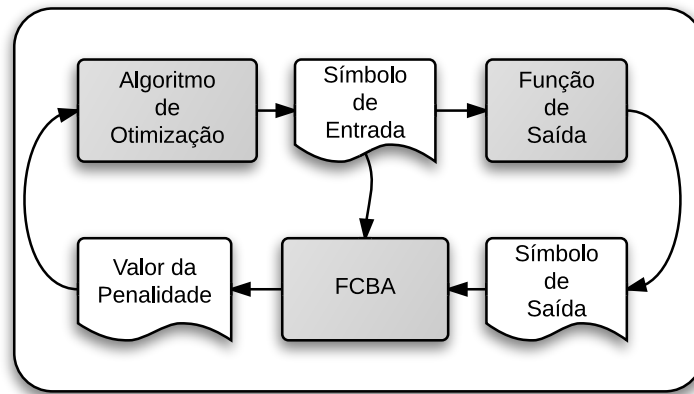 Algoritmo
de
Otimização
Símbolo
de
Entrada
Função
de
Saída
Valor da
Penalidade
FCBA
Símbolo
de
Saída